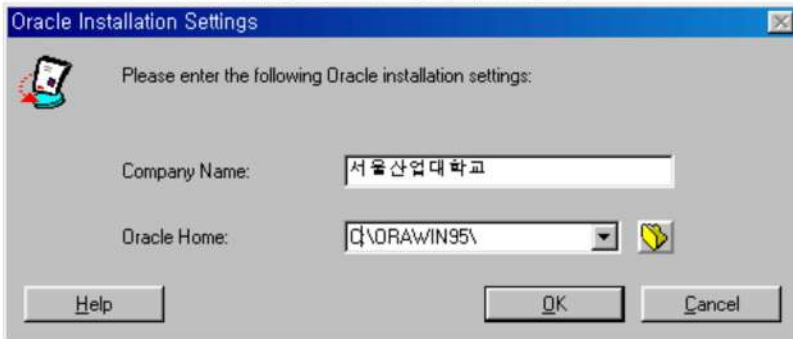 Oracle Installation Settings
Please enter the following Oracle installation settings:
Company Name: 서울산업대학교
Oracle Home: C:\ORAWIN95\
Help OK Cancel